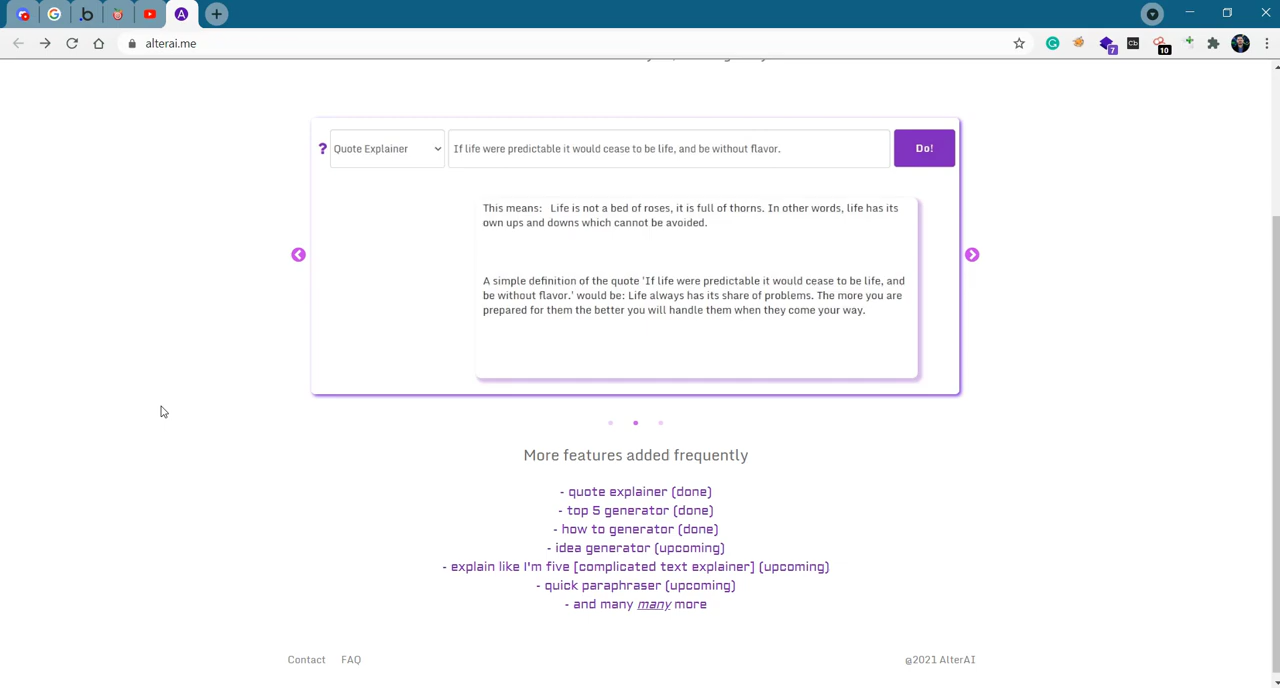 A
alterai.me
7
Cb
10
? Quote Explainer
If life were predictable it would cease to be life, and be without flavor.
Do!
This means:   Life is not a bed of roses, it is full of thorns. In other words, life has its
own ups and downs which cannot be avoided.
A simple definition of the quote 'If life were predictable it would cease to be life, and
be without flavor.' would be: Life always has its share of problems. The more you are
prepared for them the better you will handle them when they come your way.
More features added frequently
- quote explainer (done)
- top 5 generator (done)
- how to generator (done)
- idea generator (upcoming)
- explain like I'm five [complicated text explainer] (upcoming)
- quick paraphraser (upcoming)
- and many many more
Contact FAQ
@2021 AlterAI